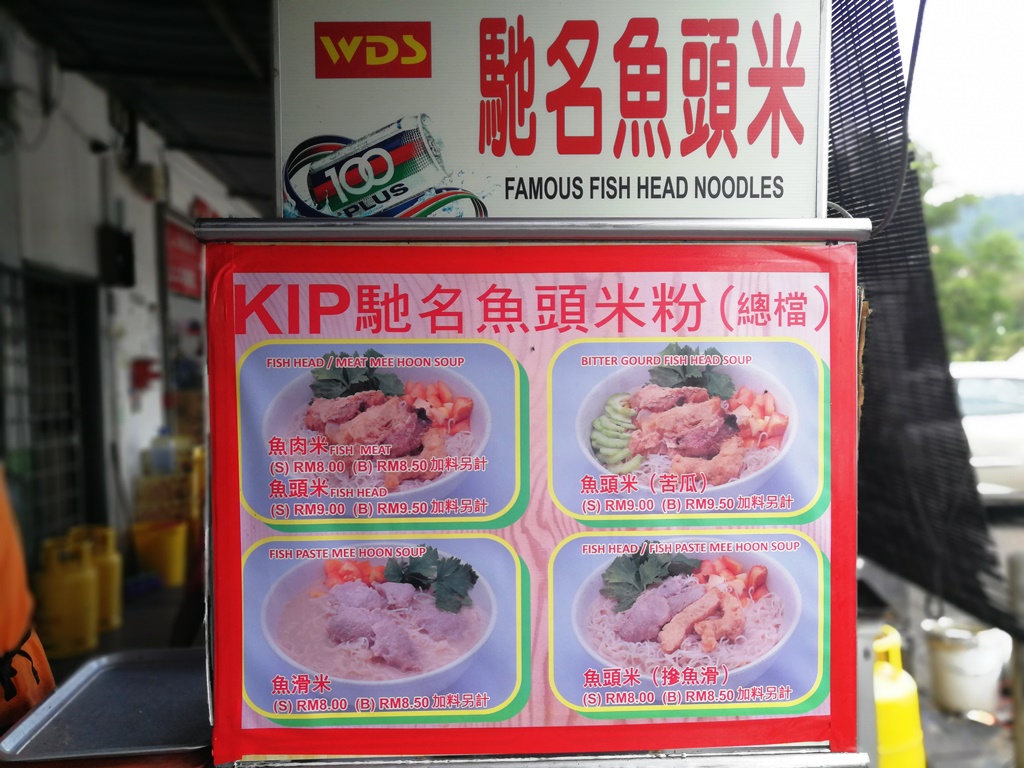 WDS
馳名魚頭米
100
PLUS
FAMOUS FISH HEAD NOODLES
KIP馳名魚頭米粉(總檔)
FISH HEAD / MEAT MEE HOON SOUP
魚肉米 FISH MEAT
(S) RM8.00 (B) RM8.50 加料另計
魚頭米 FISH HEAD
(S) RM9.00 (B) RM9.50 加料另計
BITTER GOURD FISH HEAD SOUP
魚頭米（苦瓜）
(S) RM9.00 (B) RM9.50 加料另計
FISH PASTE MEE HOON SOUP
魚滑米
(S) RM8.00 (B) RM8.50 加料另計
FISH HEAD / FISH PASTE MEE HOON SOUP
魚頭米（摻魚滑）
(S) RM8.00 (B) RM8.50 加料另計